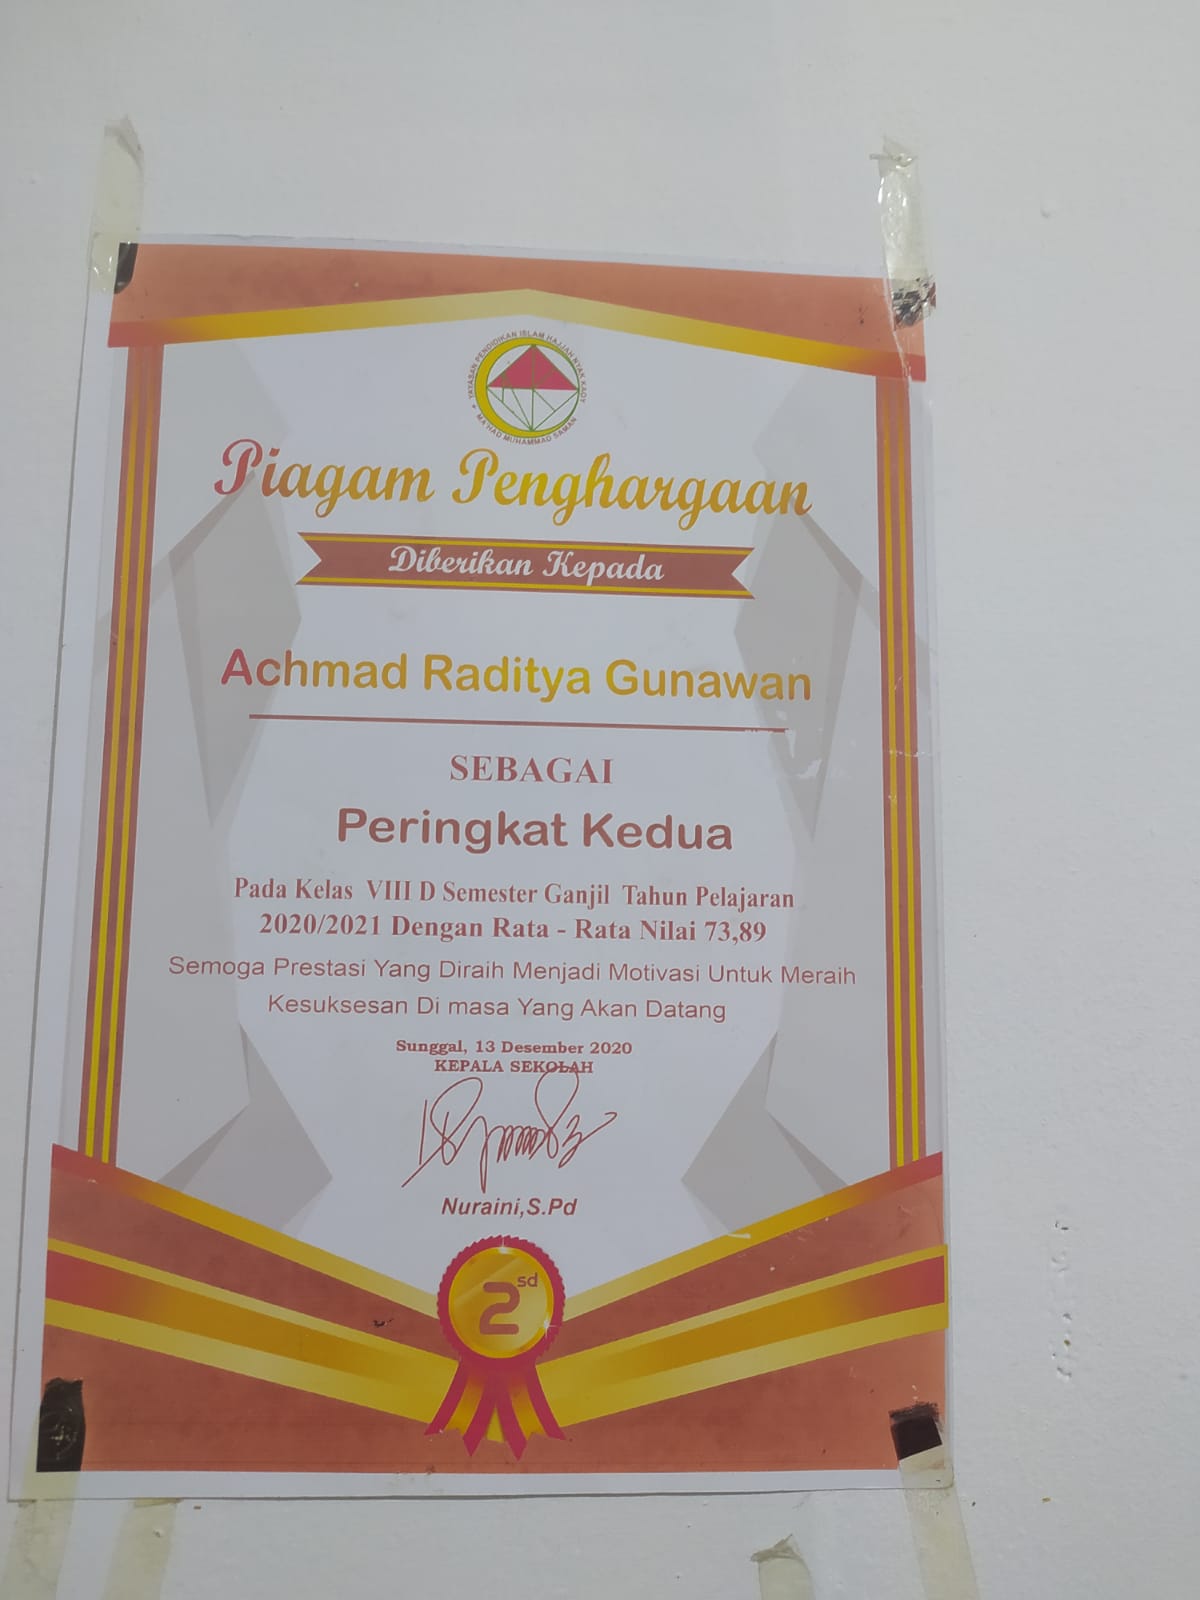 YAYASAN PENDIDIKAN ISLAM HAJJAH NYAK KAOY
MA'HAD MUHAMMAD SAMAN
Piagam Penghargaan
Diberikan Kepada
Achmad Raditya Gunawan
SEBAGAI
Peringkat Kedua
Pada Kelas VIII D Semester Ganjil Tahun Pelajaran
2020/2021 Dengan Rata - Rata Nilai 73,89
Semoga Prestasi Yang Diraih Menjadi Motivasi Untuk Meraih
Kesuksesan Di masa Yang Akan Datang
Sunggal, 13 Desember 2020
KEPALA SEKOLAH
Nuraini,S.Pd
2sd